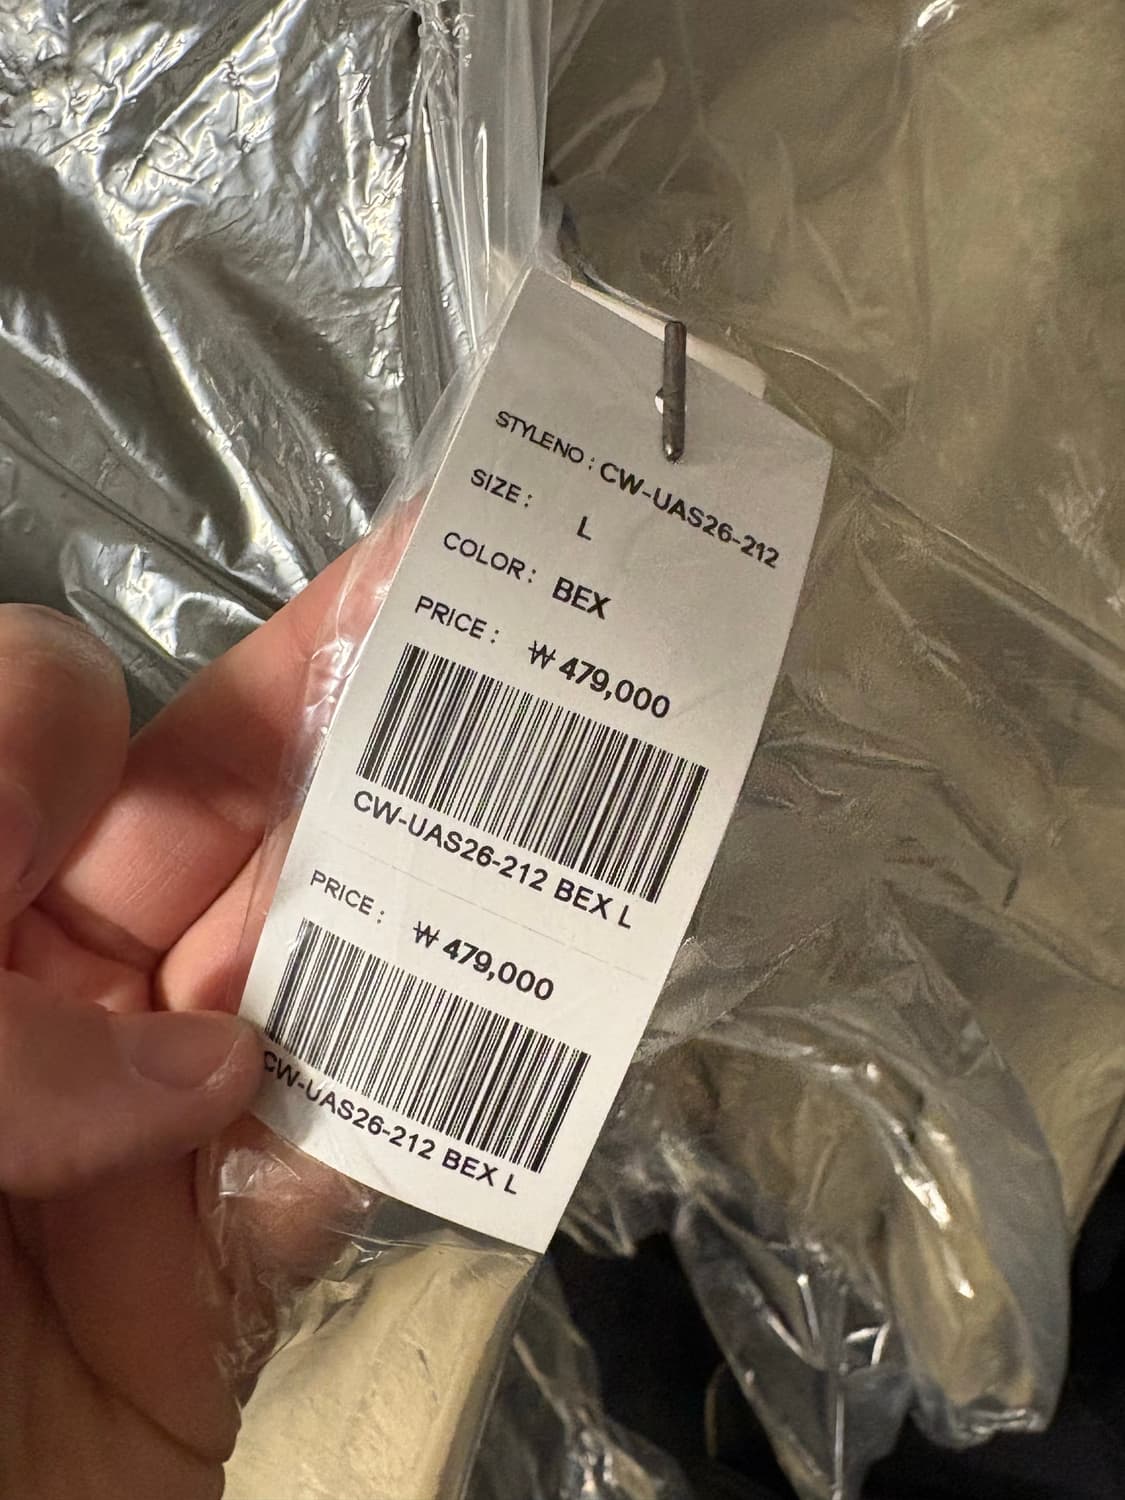 STYLENO : CW-UAS26-212
SIZE : L
COLOR : BEX
PRICE : ₩ 479,000
CW-UAS26-212 BEX L
PRICE : ₩ 479,000
CW-UAS26-212 BEX L